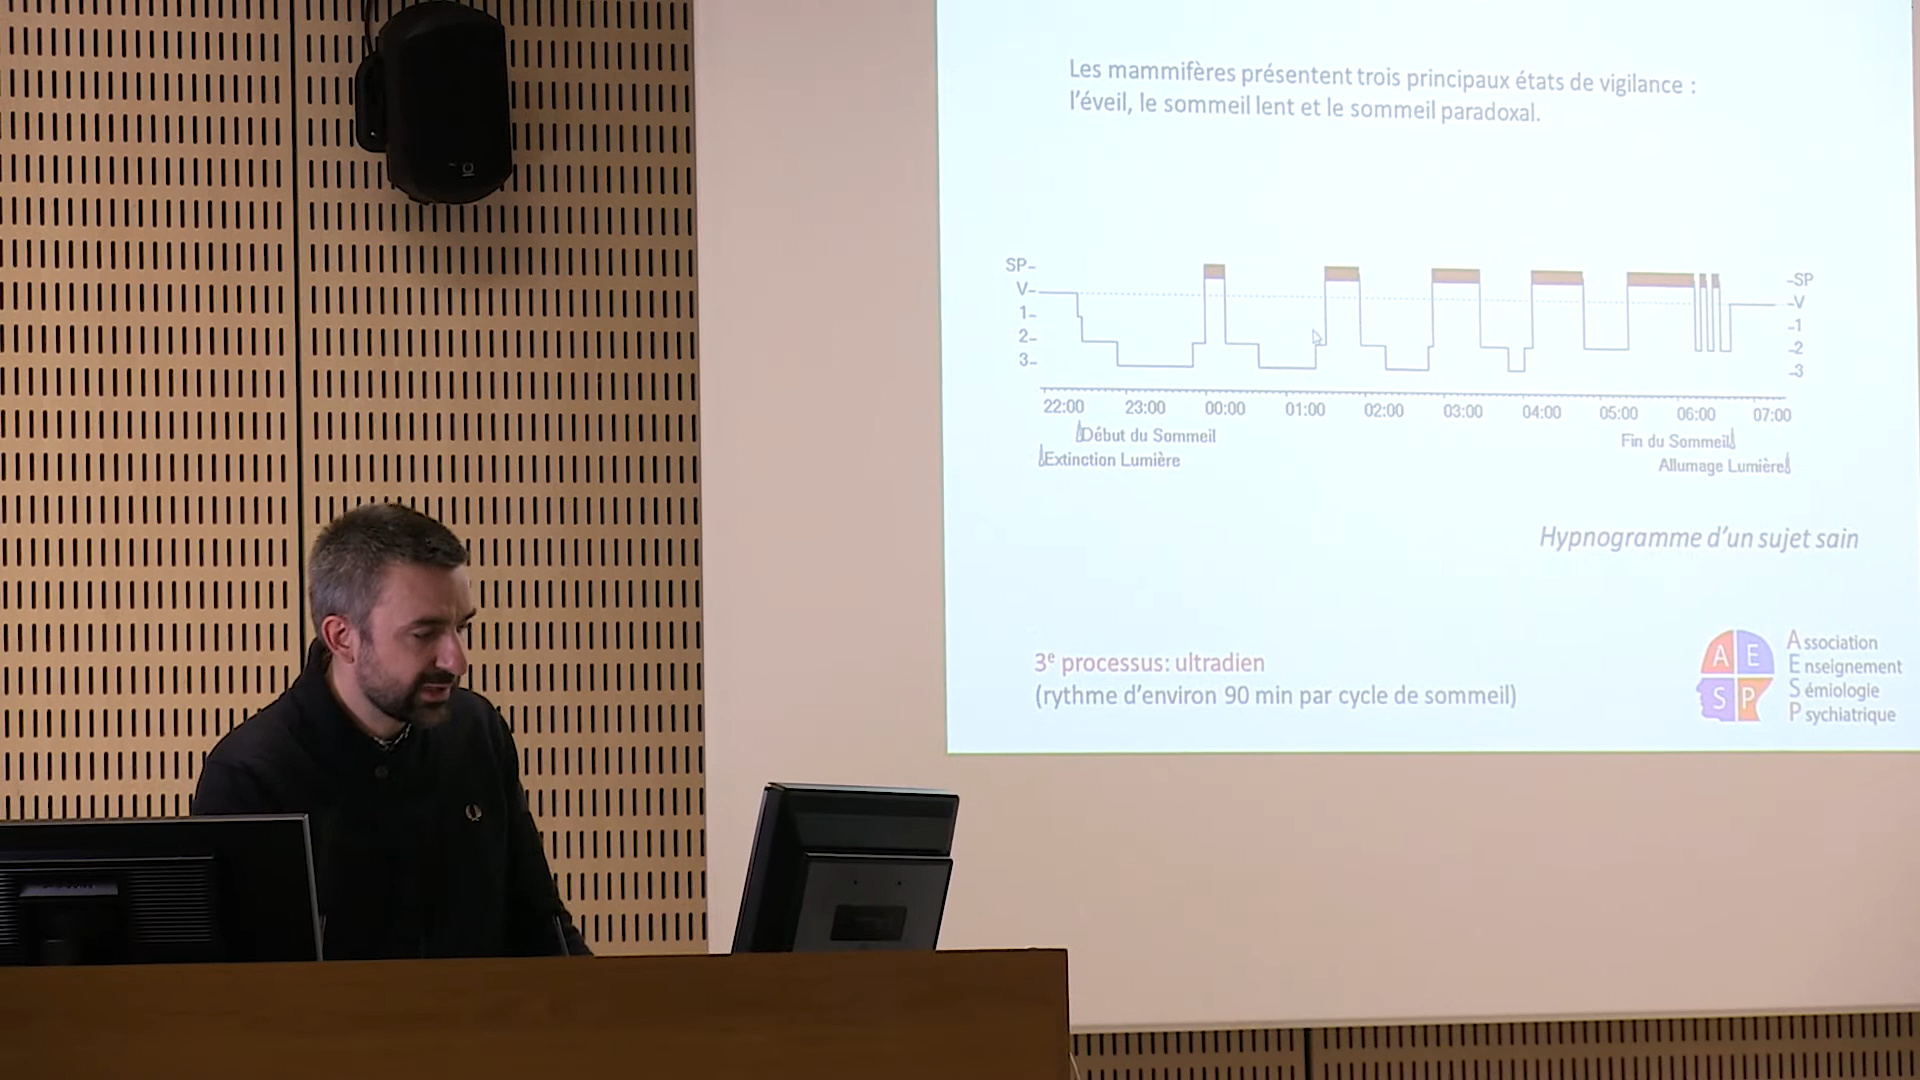 Les mammifères présentent trois principaux états de vigilance :
l'éveil, le sommeil lent et le sommeil paradoxal.
SP-
V-
1-
2-
3-
-SP
-V
-1
-2
-3
22:00 23:00 00:00 01:00 02:00 03:00 04:00 05:00 06:00 07:00
Début du Sommeil
Fin du Sommeil
Extinction Lumière
Allumage Lumière
Hypnogramme d'un sujet sain
3e processus: ultradien
(rythme d'environ 90 min par cycle de sommeil)
A E
S P
Association
Enseignement
Sémiologie
Psychiatrique